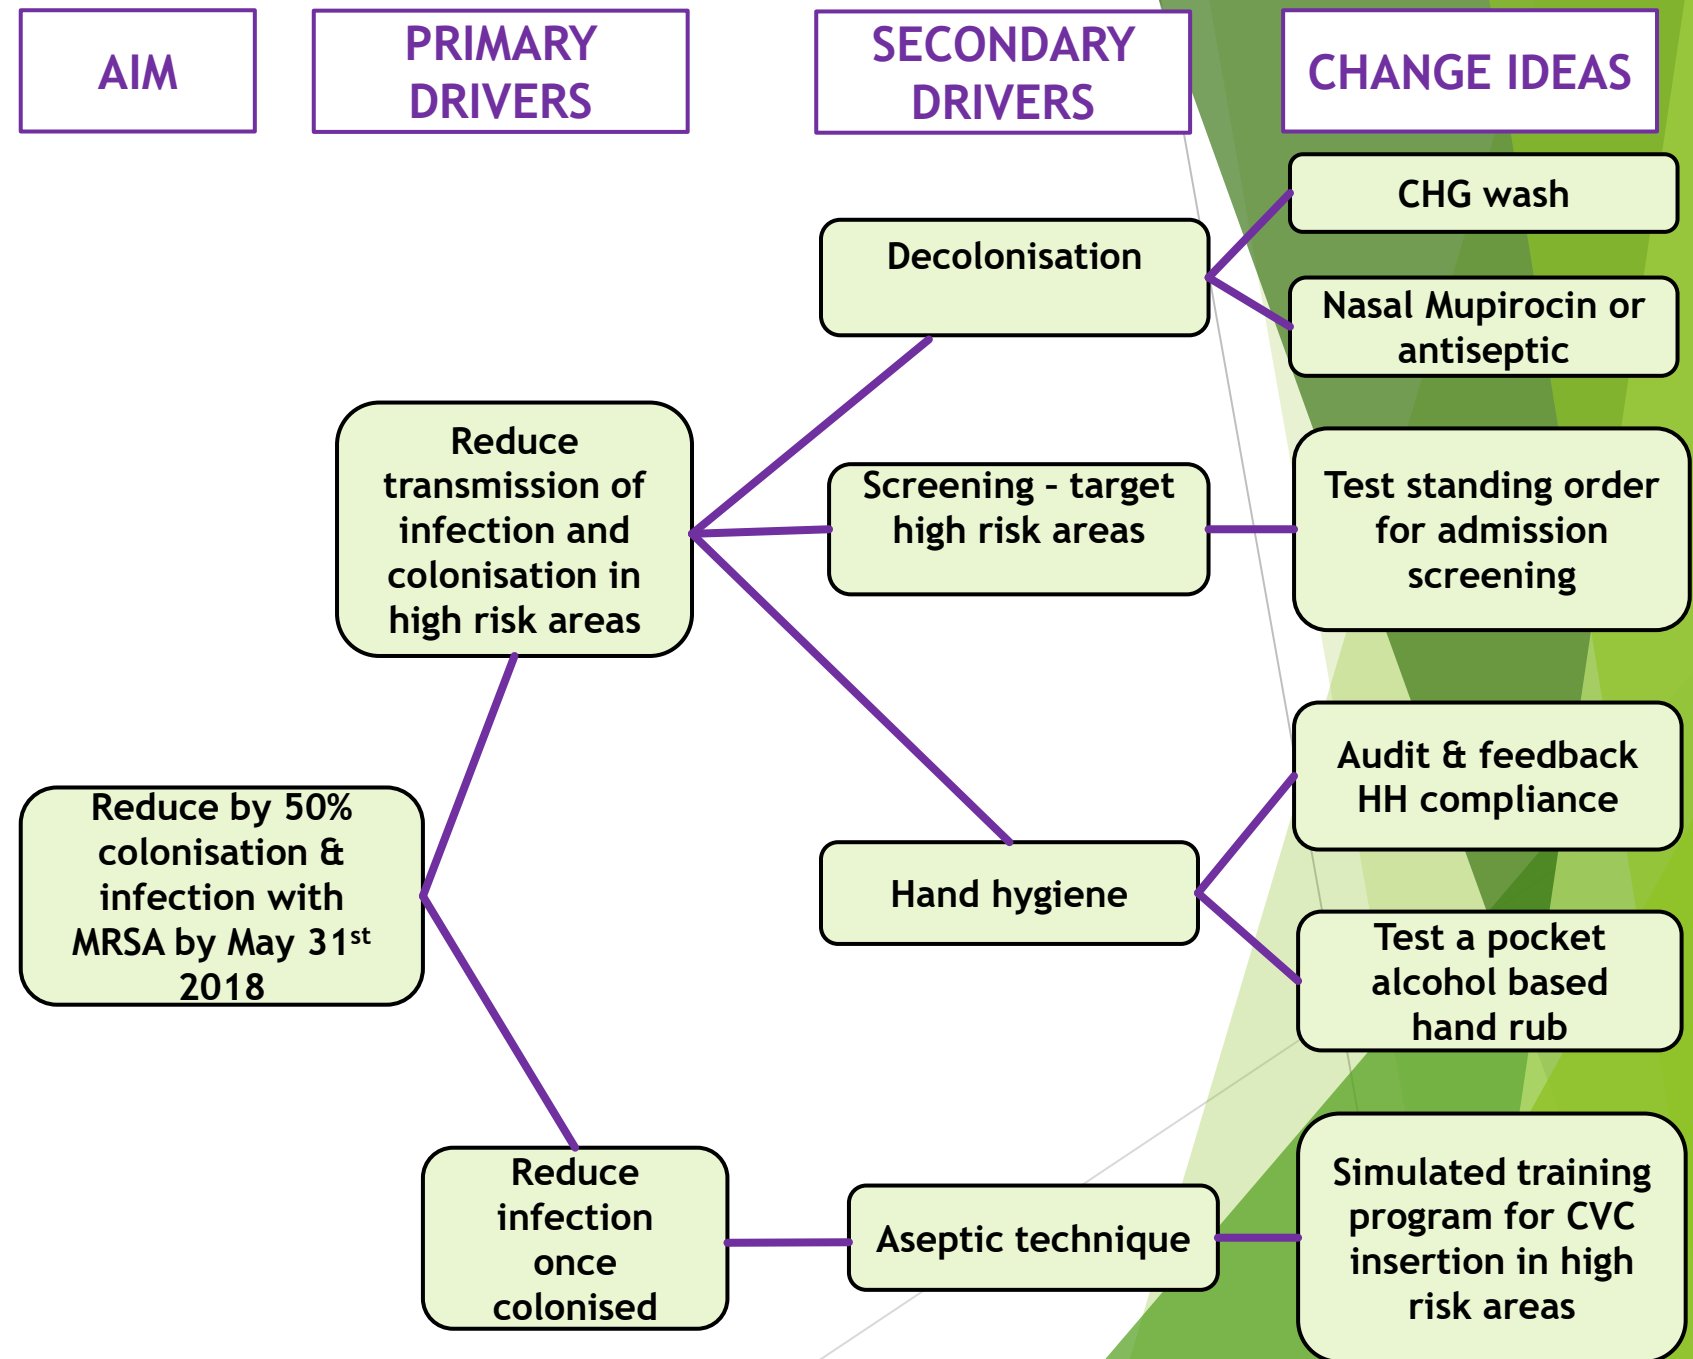 AIM
PRIMARY
DRIVERS
SECONDARY
DRIVERS
CHANGE IDEAS
CHG wash
Decolonisation
Nasal Mupirocin or
antiseptic
Reduce
transmission of
infection and
colonisation in
high risk areas
Screening – target
high risk areas
Test standing order
for admission
screening
Audit & feedback
HH compliance
Reduce by 50%
colonisation &
infection with
MRSA by May 31st
2018
Hand hygiene
Test a pocket
alcohol based
hand rub
Reduce
infection
once
colonised
Aseptic technique
Simulated training
program for CVC
insertion in high
risk areas